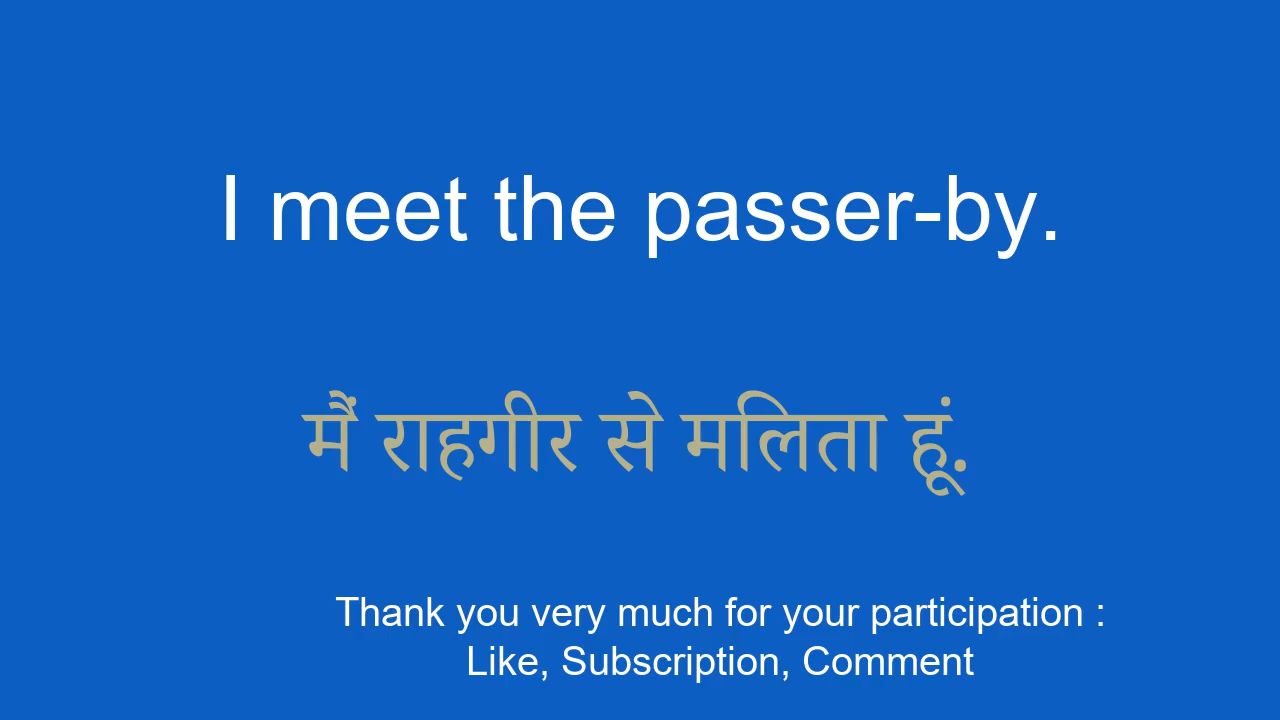 I meet the passer-by.
मैं राहगीर से मलिता हूं.
Thank you very much for your participation :
Like, Subscription, Comment